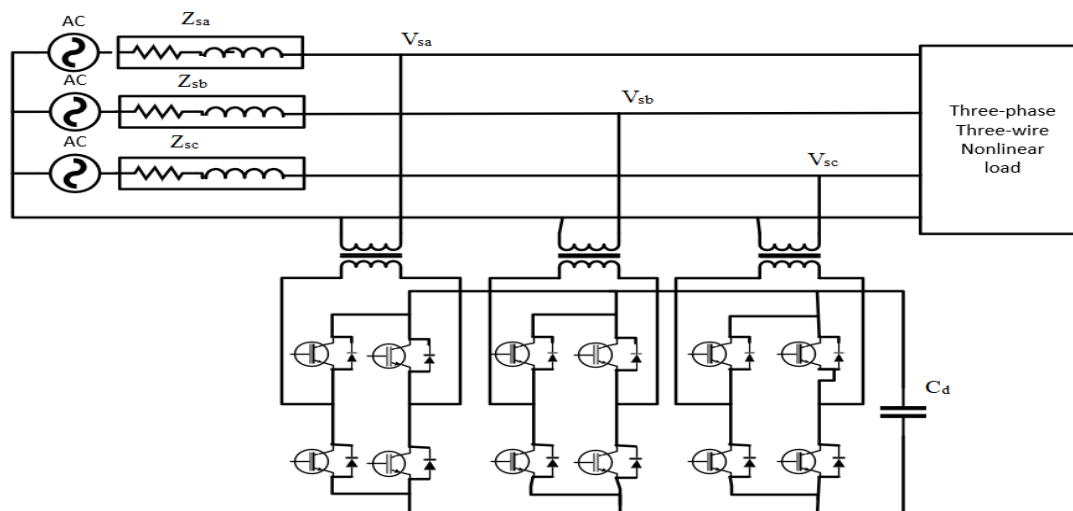 AC
Zsa
Vsa
AC
Zsb
Vsb
AC
Zsc
Vsc
Three-phase
Three-wire
Nonlinear
load
Cd